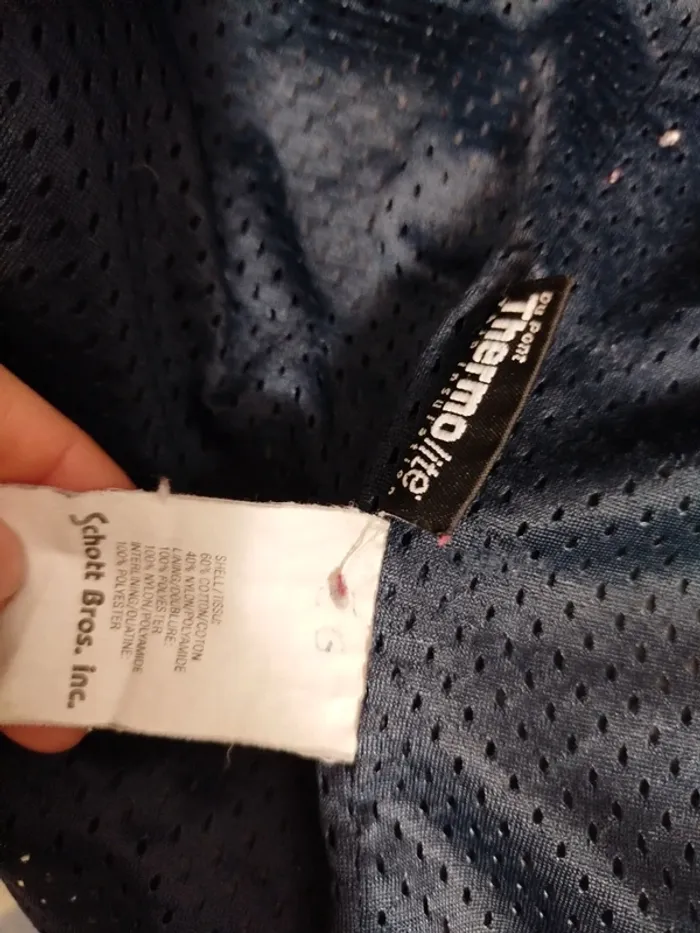 Du Pont
Thermolite
insulation
SHELL/TISSU:
60% COTTON/COTON
40% NYLON/POLYAMIDE
LINING/DOUBLURE:
100% POLYESTER
100% NYLON/POLYAMIDE
INTERLINING/OUATINE:
100% POLYESTER
Schott Bros. inc.